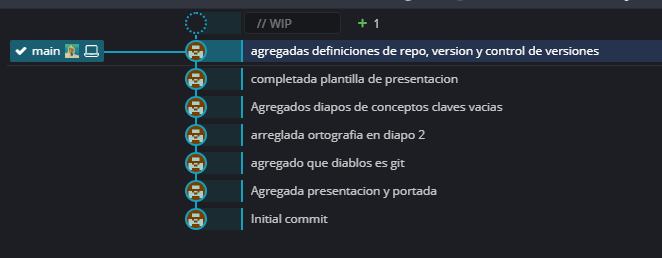 // WIP + 1
main agregadas definiciones de repo, version y control de versiones
completada plantilla de presentacion
Agregados diapos de conceptos claves vacias
arreglada ortografia en diapo 2
agregado que diablos es git
Agregada presentacion y portada
Initial commit